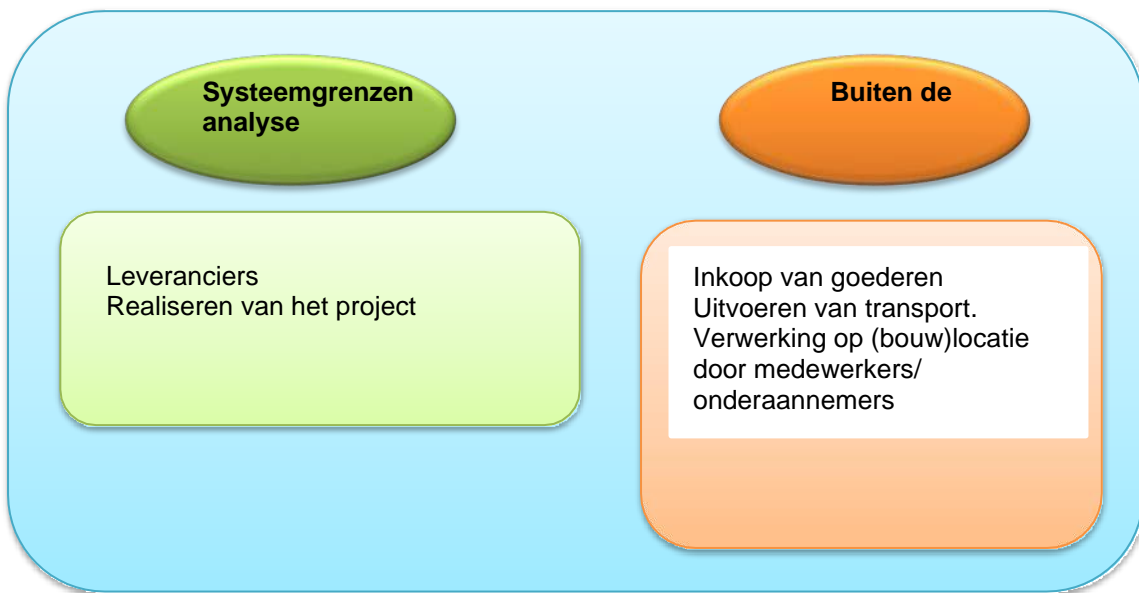 Systeemgrenzen
analyse
Buiten de
Leveranciers
Realiseren van het project
Inkoop van goederen
Uitvoeren van transport.
Verwerking op (bouw)locatie
door medewerkers/
onderaannemers